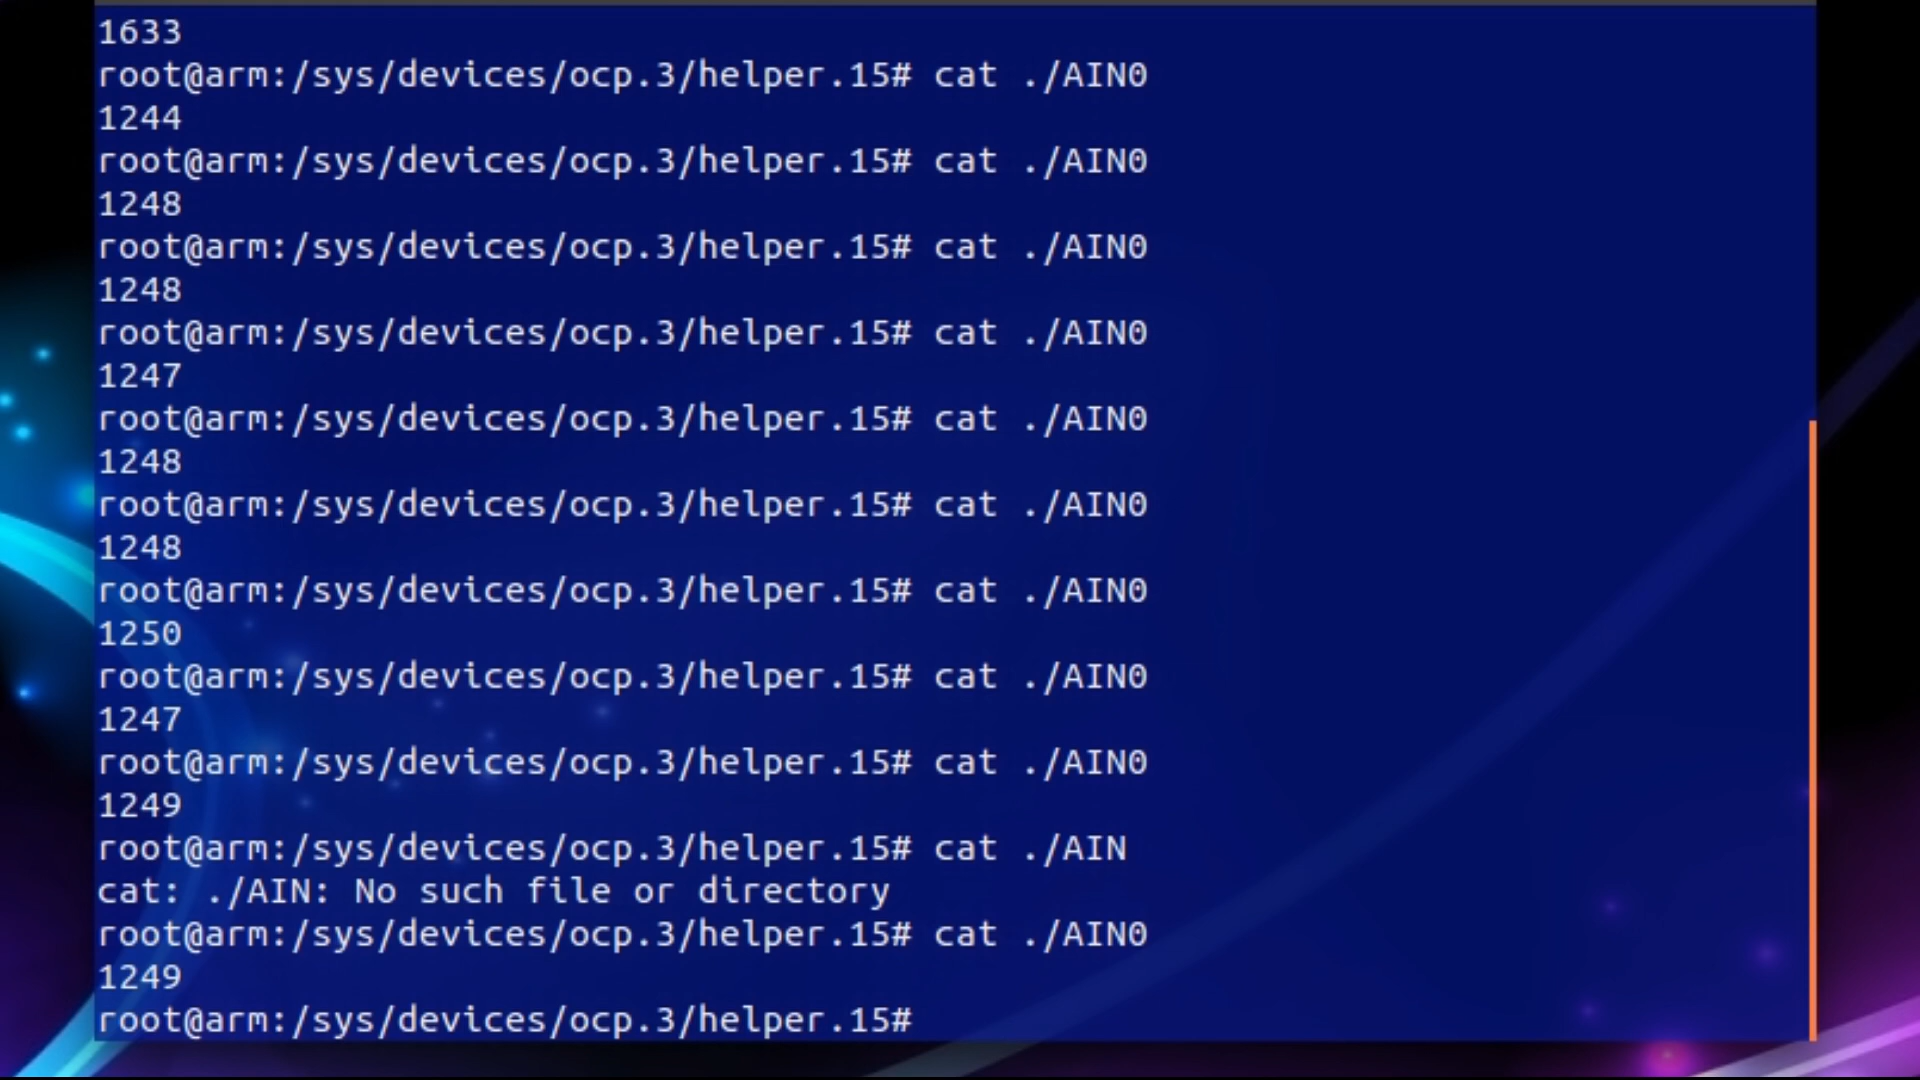 1633
root@arm:/sys/devices/ocp.3/helper.15# cat ./AIN0
1244
root@arm:/sys/devices/ocp.3/helper.15# cat ./AIN0
1248
root@arm:/sys/devices/ocp.3/helper.15# cat ./AIN0
1248
root@arm:/sys/devices/ocp.3/helper.15# cat ./AIN0
1247
root@arm:/sys/devices/ocp.3/helper.15# cat ./AIN0
1248
root@arm:/sys/devices/ocp.3/helper.15# cat ./AIN0
1248
root@arm:/sys/devices/ocp.3/helper.15# cat ./AIN0
1250
root@arm:/sys/devices/ocp.3/helper.15# cat ./AIN0
1247
root@arm:/sys/devices/ocp.3/helper.15# cat ./AIN0
1249
root@arm:/sys/devices/ocp.3/helper.15# cat ./AIN
cat: ./AIN: No such file or directory
root@arm:/sys/devices/ocp.3/helper.15# cat ./AIN0
1249
root@arm:/sys/devices/ocp.3/helper.15#